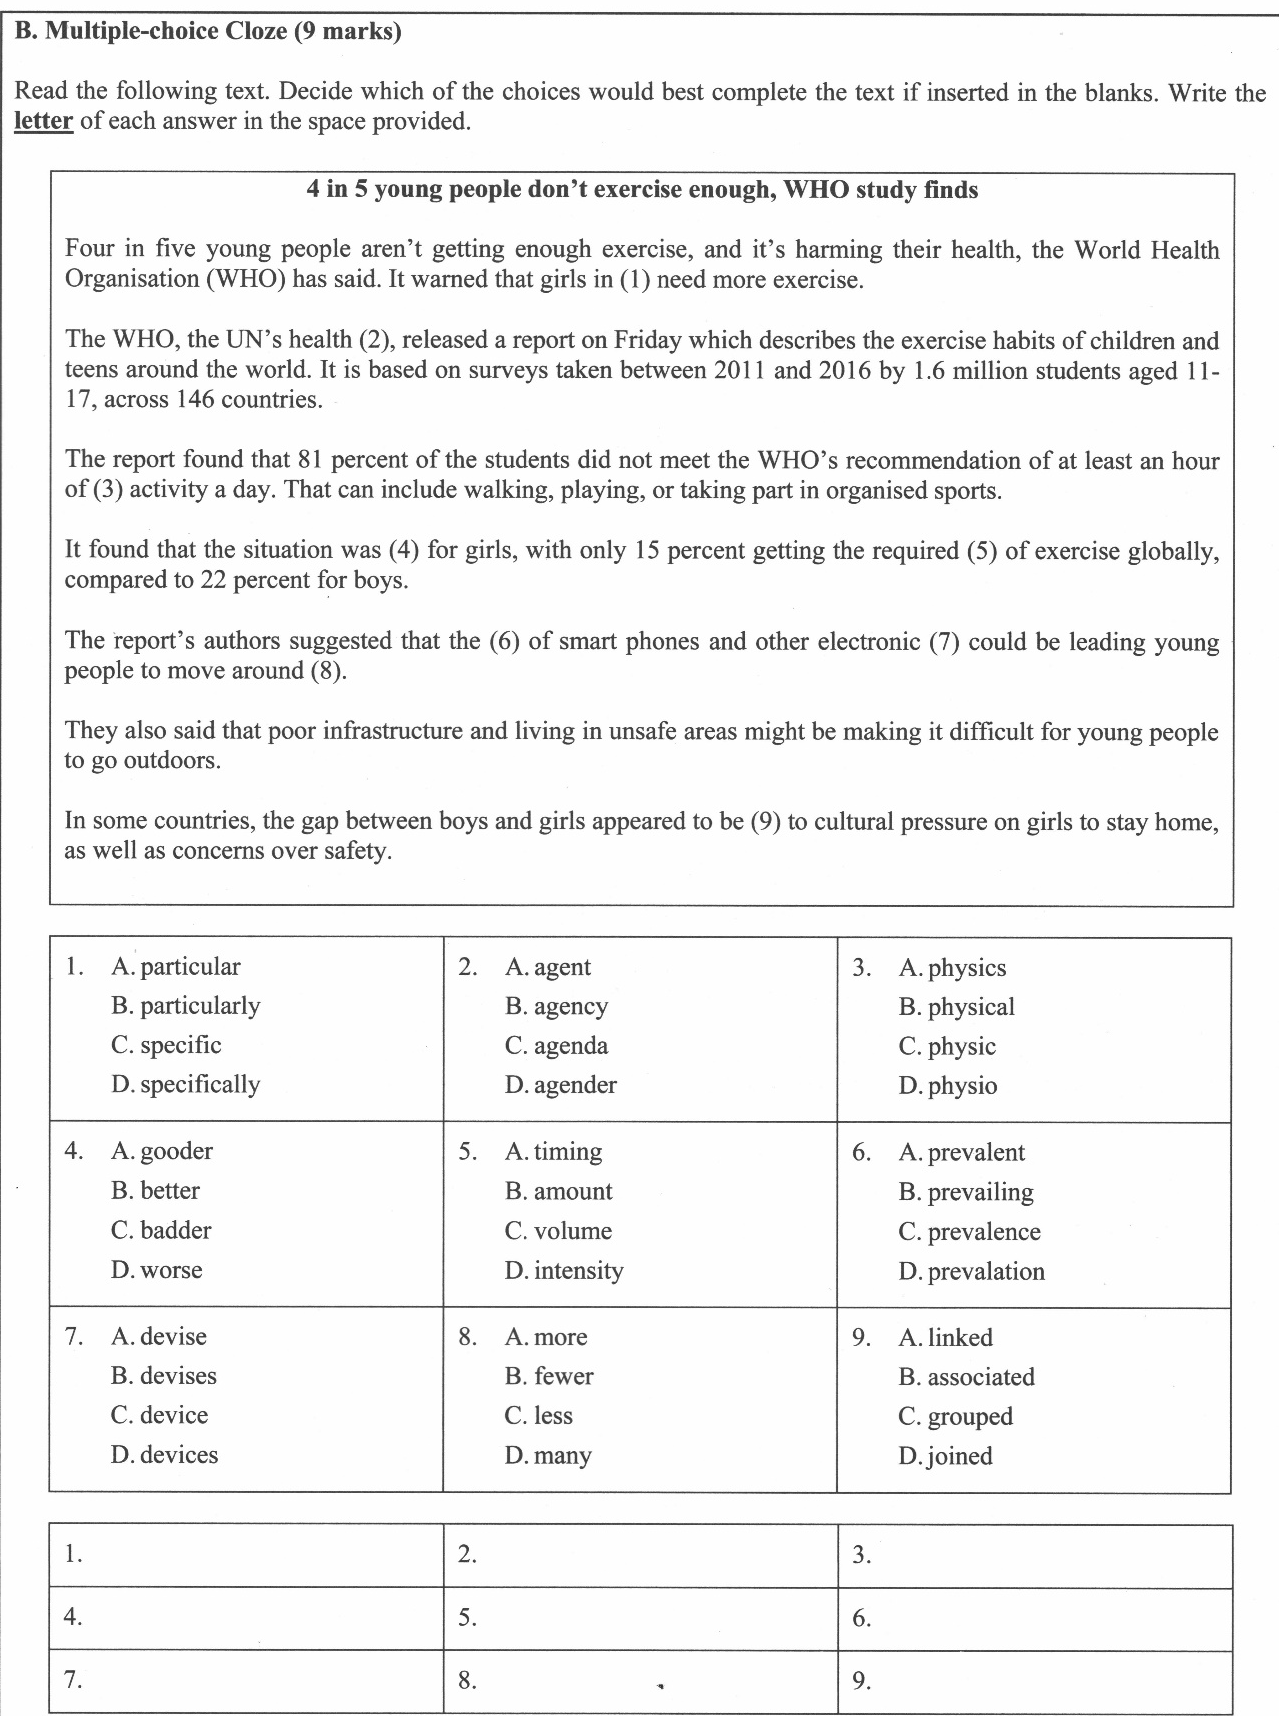 B. Multiple-choice Cloze (9 marks)
Read the following text. Decide which of the choices would best complete the text if inserted in the blanks. Write the
letter of each answer in the space provided.
4 in 5 young people don't exercise enough, WHO study finds
Four in five young people aren't getting enough exercise, and it's harming their health, the World Health
Organisation (WHO) has said. It warned that girls in (1) need more exercise.
The WHO, the UN's health (2), released a report on Friday which describes the exercise habits of children and
teens around the world. It is based on surveys taken between 2011 and 2016 by 1.6 million students aged 11-
17, across 146 countries.
The report found that 81 percent of the students did not meet the WHO's recommendation of at least an hour
of (3) activity a day. That can include walking, playing, or taking part in organised sports.
It found that the situation was (4) for girls, with only 15 percent getting the required (5) of exercise globally,
compared to 22 percent for boys.
The report's authors suggested that the (6) of smart phones and other electronic (7) could be leading young
people to move around (8).
They also said that poor infrastructure and living in unsafe areas might be making it difficult for young people
to go outdoors.
In some countries, the gap between boys and girls appeared to be (9) to cultural pressure on girls to stay home,
as well as concerns over safety.
1. A. particular
B. particularly
C. specific
D. specifically
2. A. agent
B. agency
C. agenda
D. agender
3. A. physics
B. physical
C. physic
D. physio
4. A. gooder
B. better
C. badder
D. worse
5. A. timing
B. amount
C. volume
D. intensity
6. A. prevalent
B. prevailing
C. prevalence
D. prevalation
7. A. devise
B. devises
C. device
D. devices
8. A. more
B. fewer
C. less
D. many
9. A. linked
B. associated
C. grouped
D. joined
1.
2.
3.
4.
5.
6.
7.
8.
9.